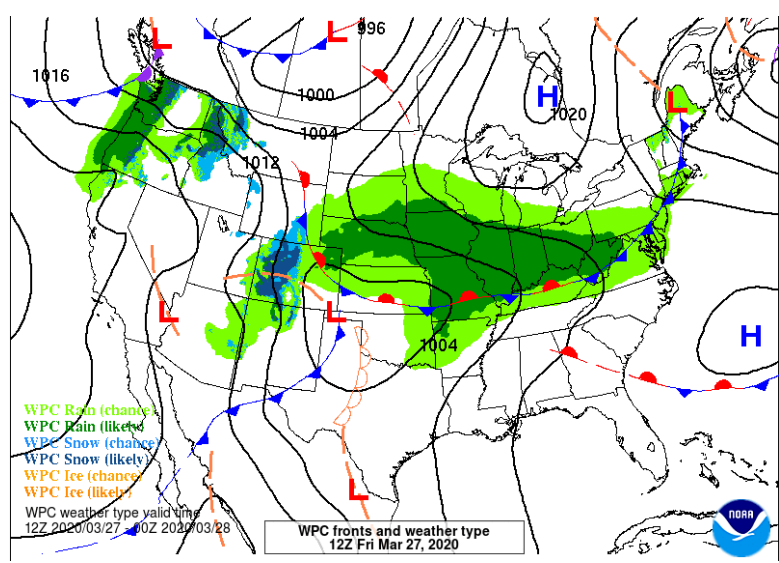 L
L
996
1016
1000
H
1020
L
1004
1012
L
L
H
1004
WPC Rain (chance)
WPC Rain (likely)
WPC Snow (chance)
WPC Snow (likely)
WPC Ice (chance)
WPC Ice (likely)
L
WPC weather type valid time
12Z 2020/03/27 - 00Z 2020/03/28
WPC fronts and weather type
12Z Fri Mar 27, 2020
NOAA